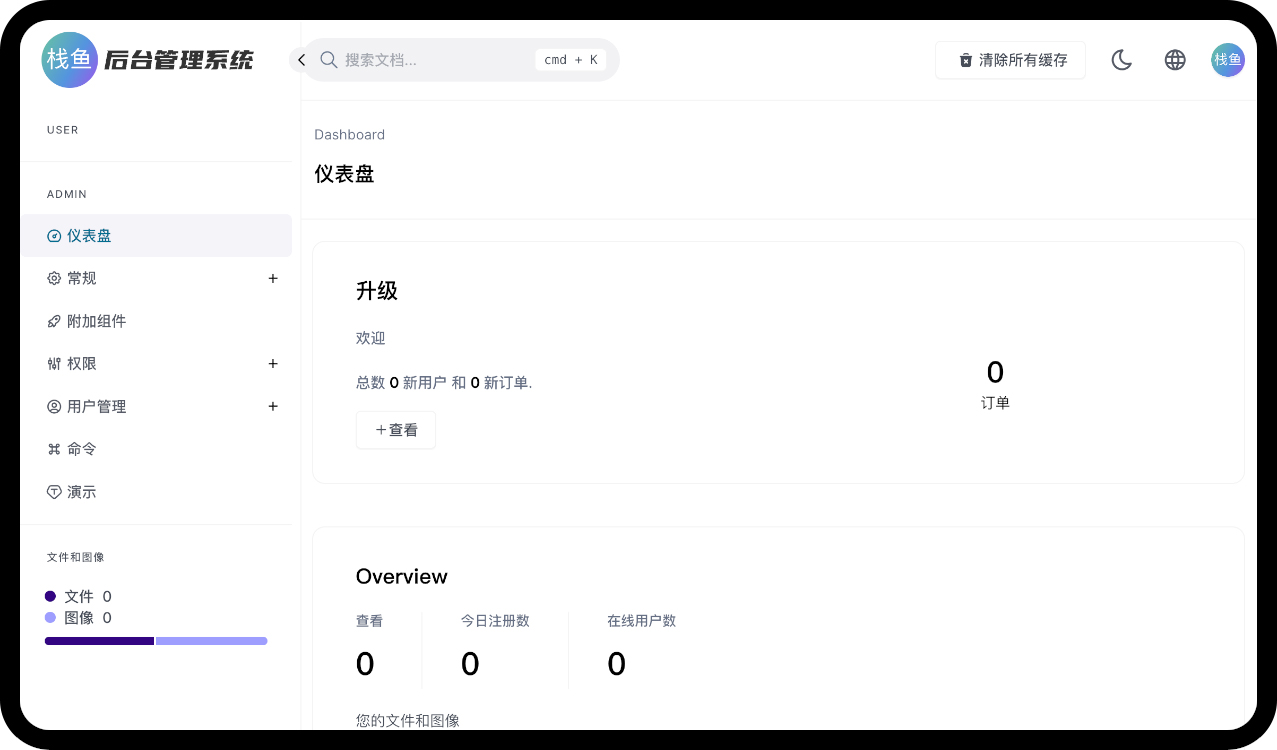 栈鱼 后台管理系统
搜索文档...
cmd + K
清除所有缓存
栈鱼
USER
ADMIN
仪表盘
常规 +
附加组件
权限 +
用户管理 +
命令
演示
文件和图像
文件 0
图像 0
Dashboard
仪表盘
升级
欢迎
总数 0 新用户 和 0 新订单.
+查看
0
订单
Overview
查看 今日注册数 在线用户数
0 0 0
您的文件和图像